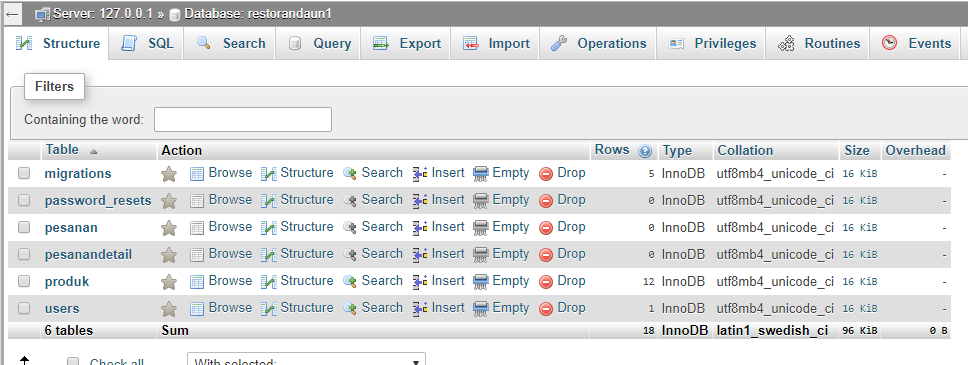 Server: 127.0.0.1 » Database: restorandaun1
Structure SQL Search Query Export Import Operations Privileges Routines Events
Filters
Containing the word:
Table Action Rows Type Collation Size Overhead
migrations Browse Structure Search Insert Empty Drop 5 InnoDB utf8mb4_unicode_ci 16 KiB -
password_resets Browse Structure Search Insert Empty Drop 0 InnoDB utf8mb4_unicode_ci 16 KiB -
pesanan Browse Structure Search Insert Empty Drop 0 InnoDB utf8mb4_unicode_ci 16 KiB -
pesanandetail Browse Structure Search Insert Empty Drop 0 InnoDB utf8mb4_unicode_ci 16 KiB -
produk Browse Structure Search Insert Empty Drop 12 InnoDB utf8mb4_unicode_ci 16 KiB -
users Browse Structure Search Insert Empty Drop 1 InnoDB utf8mb4_unicode_ci 16 KiB -
6 tables Sum 18 InnoDB latin1_swedish_ci 96 KiB 0 B
Check all With selected: